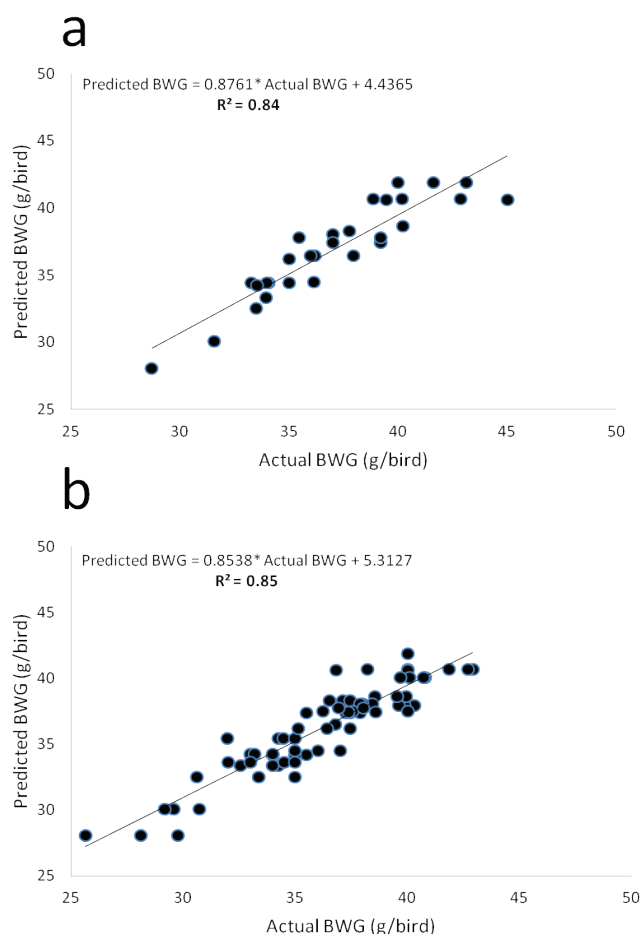 a
Predicted BWG = 0.8761* Actual BWG + 4.4365
R² = 0.84
50
45
40
35
30
25
Predicted BWG (g/bird)
25 30 35 40 45 50
Actual BWG (g/bird)
b
Predicted BWG = 0.8538* Actual BWG + 5.3127
R² = 0.85
50
45
40
35
30
25
Predicted BWG (g/bird)
25 30 35 40 45 50
Actual BWG (g/bird)